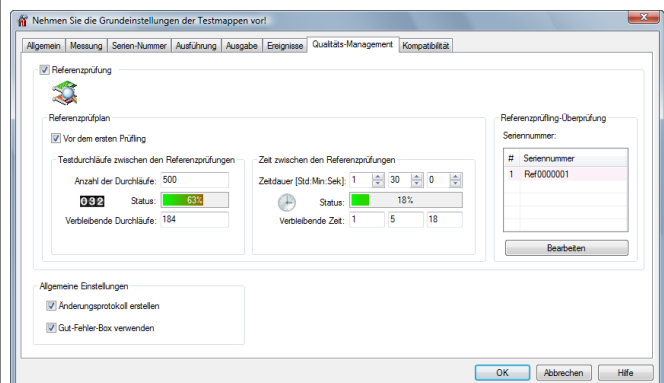 Nehmen Sie die Grundeinstellungen der Testmappen vor!
Allgemein Messung Serien-Nummer Ausführung Ausgabe Ereignisse Qualitäts-Management Kompatibilität
Referenzprüfung
Referenzprüfplan
Vor dem ersten Prüfling
Testdurchläufe zwischen den Referenzprüfungen
Anzahl der Durchläufe: 500
032 Status: 63%
Verbleibende Durchläufe: 184
Zeit zwischen den Referenzprüfungen
Zeitdauer [Std:Min:Sek]: 1 30 0
Status: 18%
Verbleibende Zeit: 1 5 18
Referenzprüfling-Überprüfung
Seriennummer:
# Seriennummer
1 Ref0000001
Bearbeiten
Allgemeine Einstellungen
Änderungsprotokoll erstellen
Gut-Fehler-Box verwenden
OK Abbrechen Hilfe